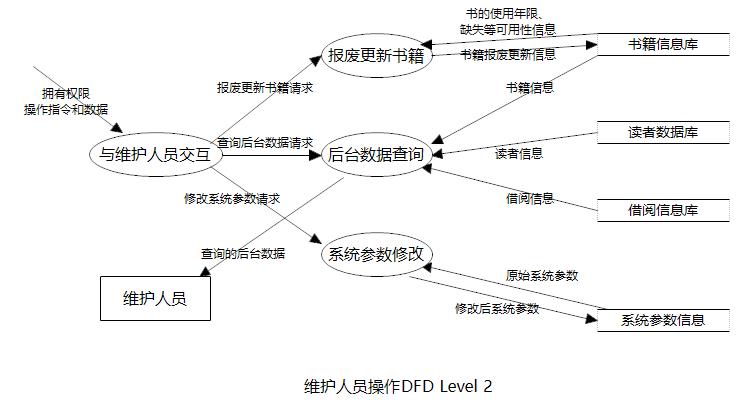 书的使用年限、
缺失等可用性信息
报废更新书籍
书籍信息库
书籍报废更新信息
拥有权限
操作指令和数据
报废更新书籍请求
书籍信息
查询后台数据请求
读者数据库
与维护人员交互
后台数据查询
读者信息
修改系统参数请求
借阅信息
借阅信息库
查询的后台数据
系统参数修改
原始系统参数
维护人员
修改后系统参数
系统参数信息
维护人员操作DFD Level 2